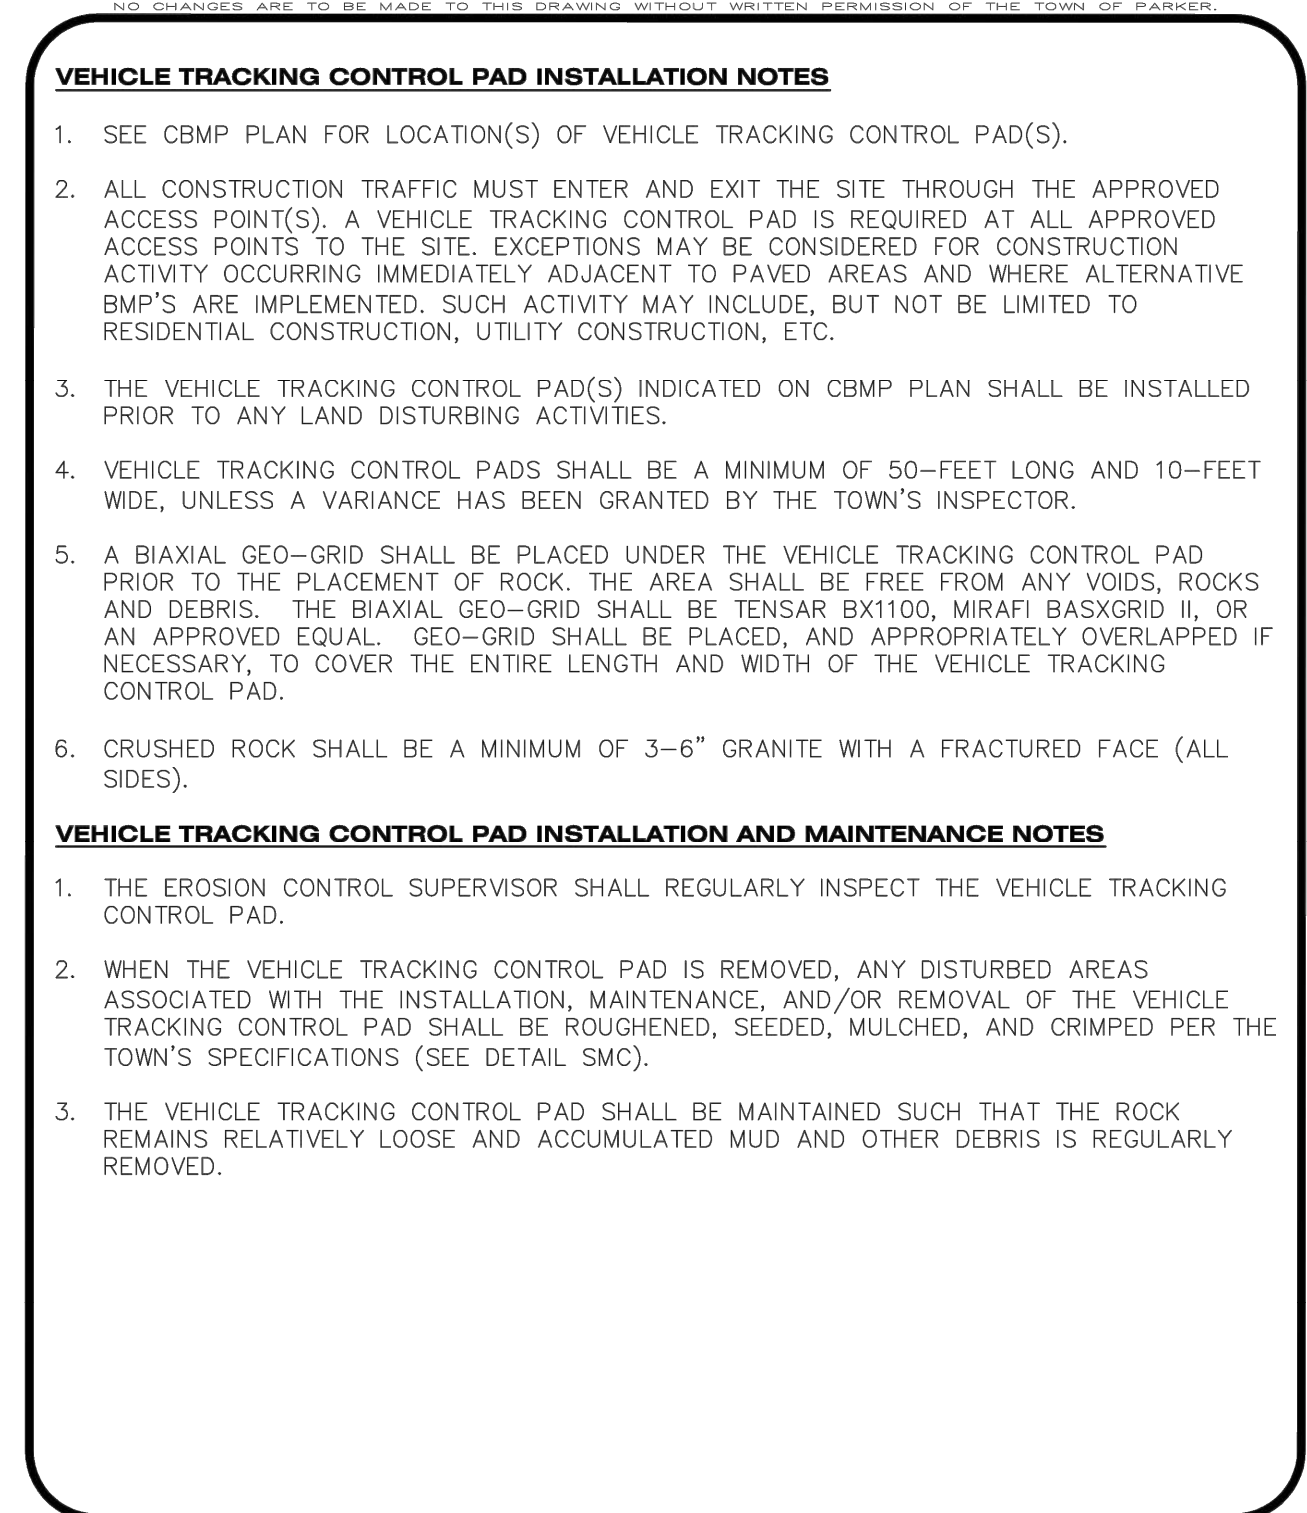 NO CHANGES ARE TO BE MADE TO THIS DRAWING WITHOUT WRITTEN PERMISSION OF THE TOWN OF PARKER.
VEHICLE TRACKING CONTROL PAD INSTALLATION NOTES
1. SEE CBMP PLAN FOR LOCATION(S) OF VEHICLE TRACKING CONTROL PAD(S).
2. ALL CONSTRUCTION TRAFFIC MUST ENTER AND EXIT THE SITE THROUGH THE APPROVED
ACCESS POINT(S). A VEHICLE TRACKING CONTROL PAD IS REQUIRED AT ALL APPROVED
ACCESS POINTS TO THE SITE. EXCEPTIONS MAY BE CONSIDERED FOR CONSTRUCTION
ACTIVITY OCCURRING IMMEDIATELY ADJACENT TO PAVED AREAS AND WHERE ALTERNATIVE
BMP'S ARE IMPLEMENTED. SUCH ACTIVITY MAY INCLUDE, BUT NOT BE LIMITED TO
RESIDENTIAL CONSTRUCTION, UTILITY CONSTRUCTION, ETC.
3. THE VEHICLE TRACKING CONTROL PAD(S) INDICATED ON CBMP PLAN SHALL BE INSTALLED
PRIOR TO ANY LAND DISTURBING ACTIVITIES.
4. VEHICLE TRACKING CONTROL PADS SHALL BE A MINIMUM OF 50–FEET LONG AND 10–FEET
WIDE, UNLESS A VARIANCE HAS BEEN GRANTED BY THE TOWN'S INSPECTOR.
5. A BIAXIAL GEO–GRID SHALL BE PLACED UNDER THE VEHICLE TRACKING CONTROL PAD
PRIOR TO THE PLACEMENT OF ROCK. THE AREA SHALL BE FREE FROM ANY VOIDS, ROCKS
AND DEBRIS. THE BIAXIAL GEO–GRID SHALL BE TENSAR BX1100, MIRAFI BASXGRID II, OR
AN APPROVED EQUAL. GEO–GRID SHALL BE PLACED, AND APPROPRIATELY OVERLAPPED IF
NECESSARY, TO COVER THE ENTIRE LENGTH AND WIDTH OF THE VEHICLE TRACKING
CONTROL PAD.
6. CRUSHED ROCK SHALL BE A MINIMUM OF 3–6” GRANITE WITH A FRACTURED FACE (ALL
SIDES).
VEHICLE TRACKING CONTROL PAD INSTALLATION AND MAINTENANCE NOTES
1. THE EROSION CONTROL SUPERVISOR SHALL REGULARLY INSPECT THE VEHICLE TRACKING
CONTROL PAD.
2. WHEN THE VEHICLE TRACKING CONTROL PAD IS REMOVED, ANY DISTURBED AREAS
ASSOCIATED WITH THE INSTALLATION, MAINTENANCE, AND/OR REMOVAL OF THE VEHICLE
TRACKING CONTROL PAD SHALL BE ROUGHENED, SEEDED, MULCHED, AND CRIMPED PER THE
TOWN'S SPECIFICATIONS (SEE DETAIL SMC).
3. THE VEHICLE TRACKING CONTROL PAD SHALL BE MAINTAINED SUCH THAT THE ROCK
REMAINS RELATIVELY LOOSE AND ACCUMULATED MUD AND OTHER DEBRIS IS REGULARLY
REMOVED.